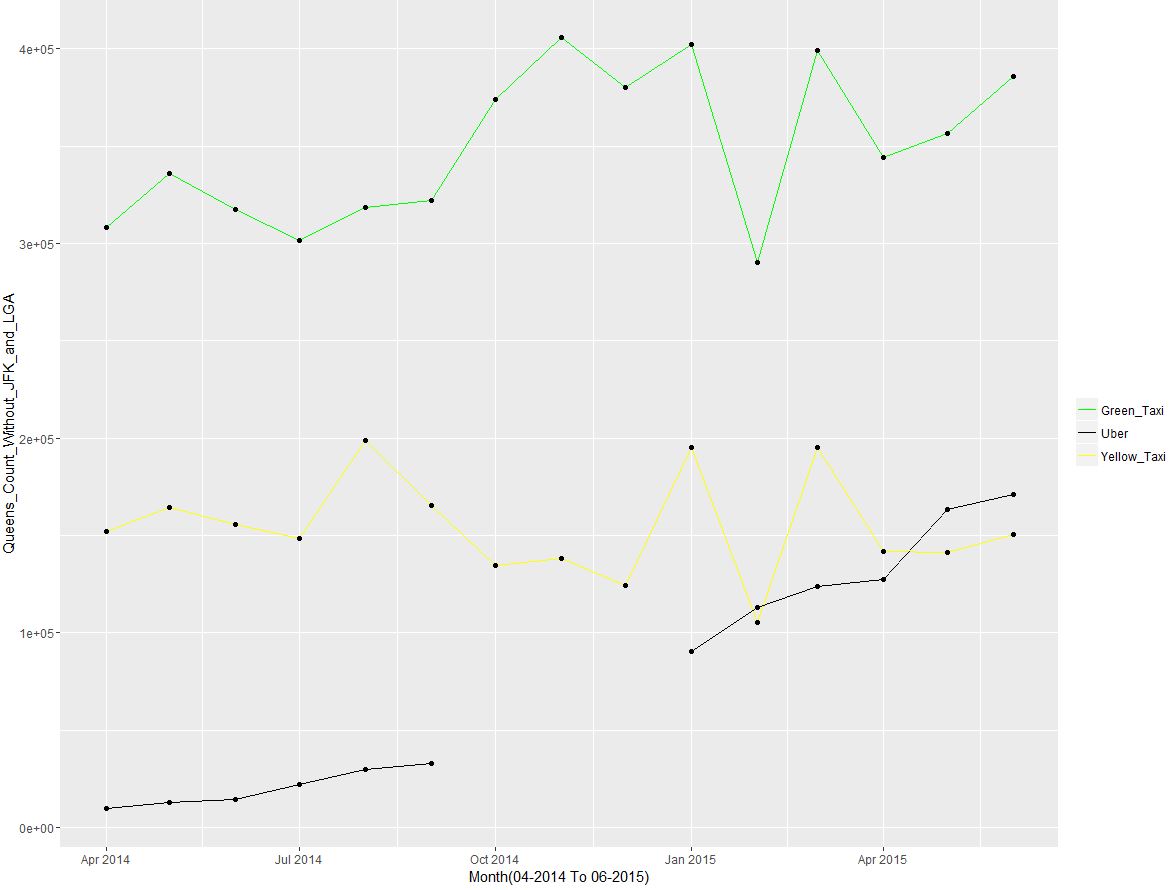 Queens_Count_Without_JFK_and_LGA
4e+05
3e+05
2e+05
1e+05
0e+00
Apr 2014
Jul 2014
Oct 2014
Jan 2015
Apr 2015
Month(04-2014 To 06-2015)
Green_Taxi
Uber
Yellow_Taxi